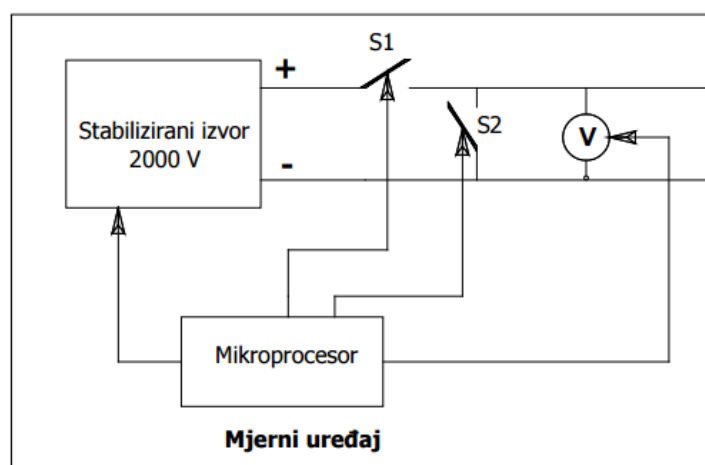 S1
+
Stabilizirani izvor
2000 V
S2
V
-
Mikroprocesor
Mjerni uređaj